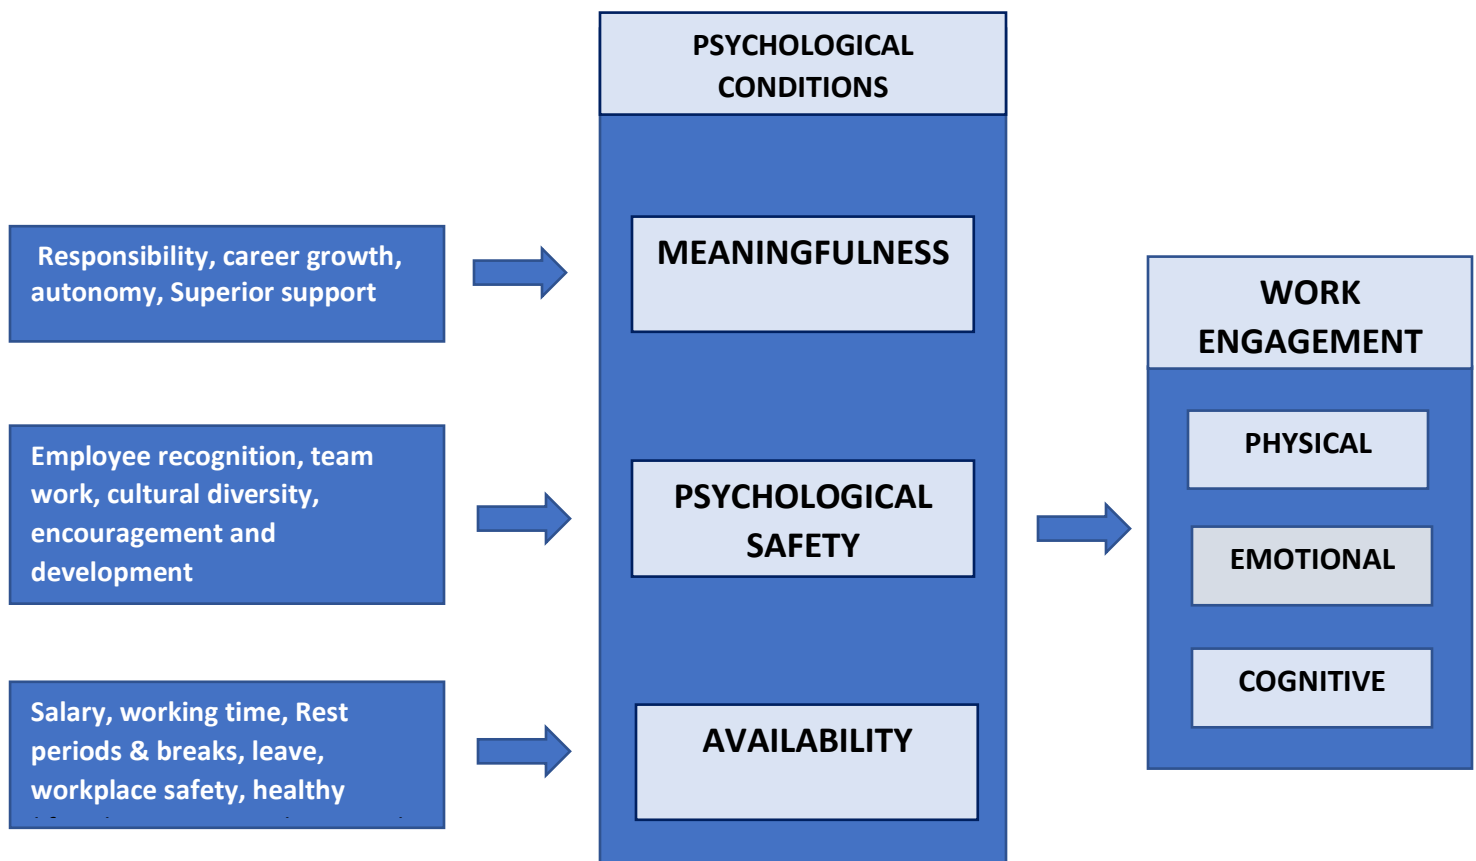 PSYCHOLOGICAL
CONDITIONS
Responsibility, career growth,
autonomy, Superior support
MEANINGFULNESS
Employee recognition, team
work, cultural diversity,
encouragement and
development
PSYCHOLOGICAL
SAFETY
Salary, working time, Rest
periods & breaks, leave,
workplace safety, healthy
AVAILABILITY
WORK
ENGAGEMENT
PHYSICAL
EMOTIONAL
COGNITIVE